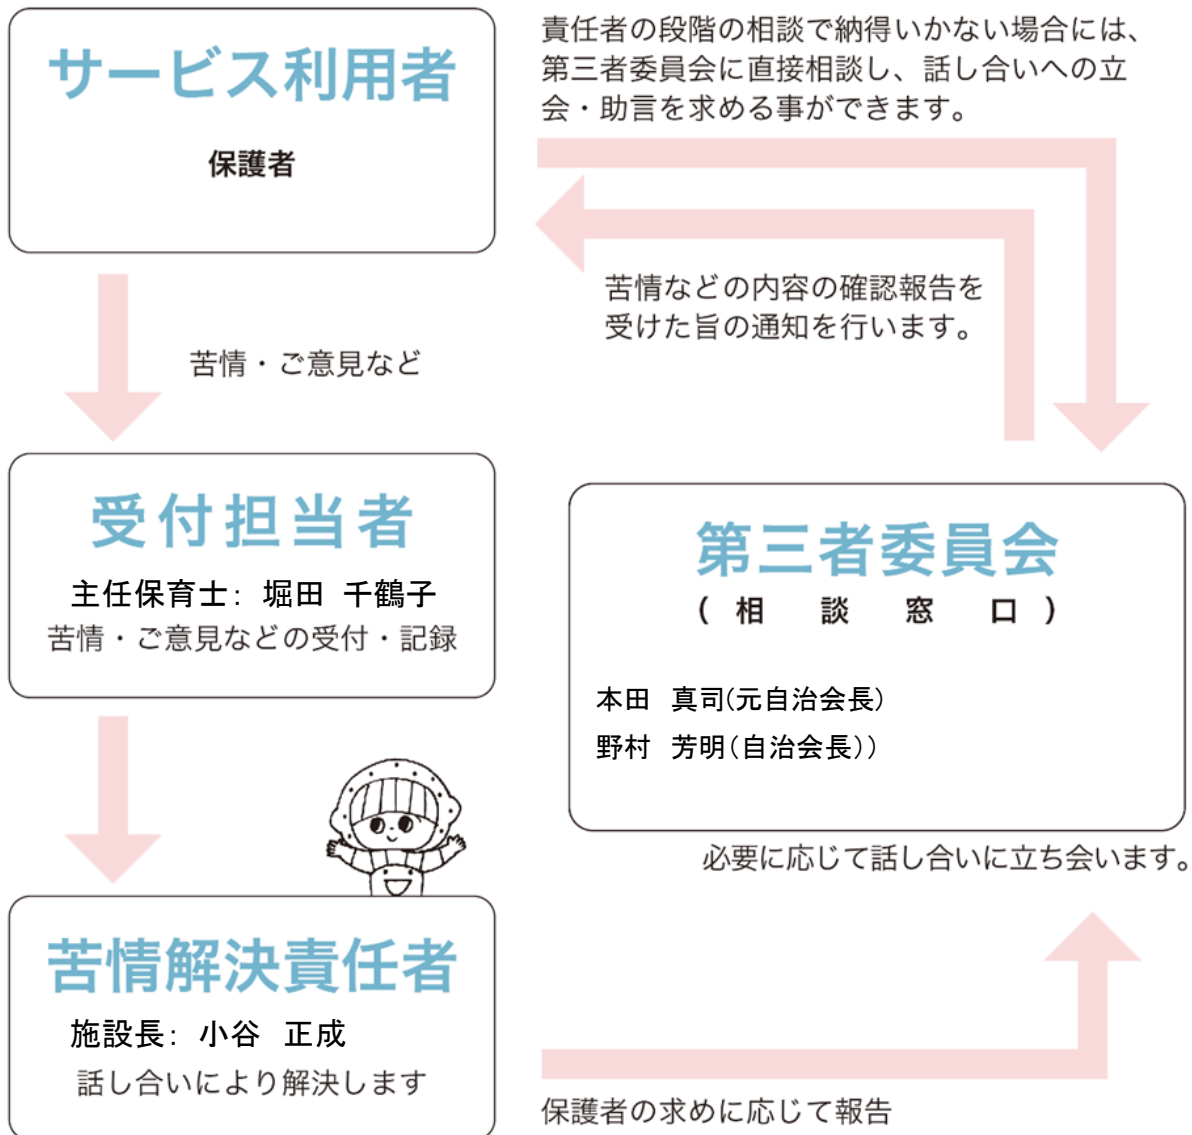 サービス利用者
保護者
責任者の段階の相談で納得いかない場合には、
第三者委員会に直接相談し、話し合いへの立
会・助言を求める事ができます。
苦情などの内容の確認報告を
受けた旨の通知を行います。
苦情・ご意見など
受付担当者
主任保育士： 堀田 千鶴子
苦情・ご意見などの受付・記録
第三者委員会
（ 相 談 窓 口 ）
本田 真司(元自治会長)
野村 芳明(自治会長))
必要に応じて話し合いに立ち会います。
苦情解決責任者
施設長： 小谷 正成
話し合いにより解決します
保護者の求めに応じて報告